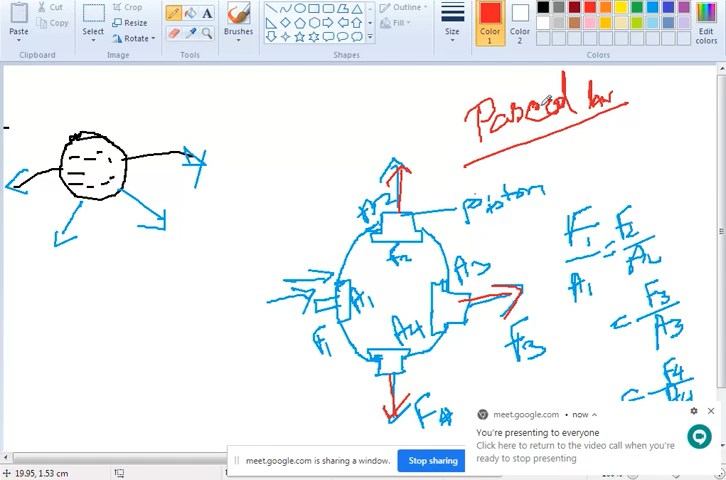 Paste
Cut
Copy
Clipboard
Select
Crop
Resize
Rotate
Image
Tools
Brushes
Shapes
Outline
Fill
Size
Color
1
Color
2
Edit
colors
Colors
Pascal law
piston
A2
F2
A1
F1
A3
F3
A4
F4
F1/A1 = F2/A2
= F3/A3
= F4/A4
meet.google.com • now
You're presenting to everyone
Click here to return to the video call when you're
ready to stop presenting
meet.google.com is sharing a window.
Stop sharing
19.95, 1.53 cm